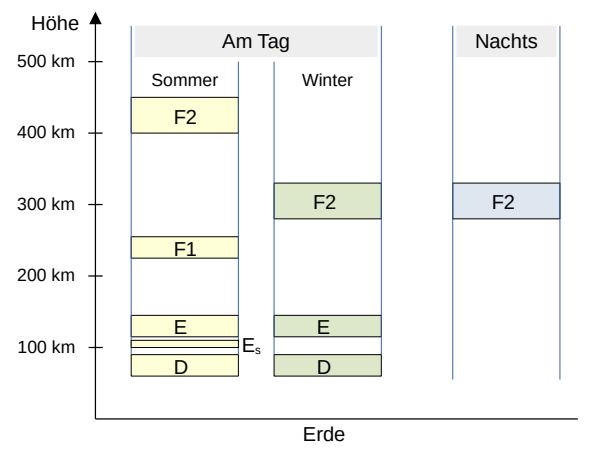 Höhe
Am Tag
Nachts
500 km
Sommer
Winter
F2
400 km
300 km
F2
F2
F1
200 km
E
E
100 km
Es
D
D
Erde